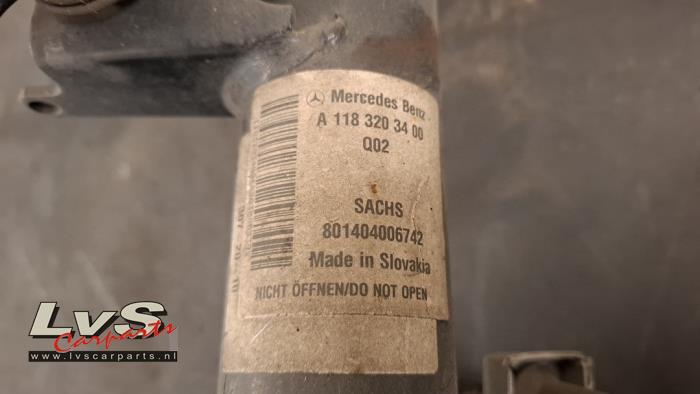 Mercedes Benz
A 118 320 34 00
Q02
SACHS
801404006742
Made in Slovakia
NICHT ÖFFNEN/DO NOT OPEN
LvS
Carparts
www.lvscarparts.nl